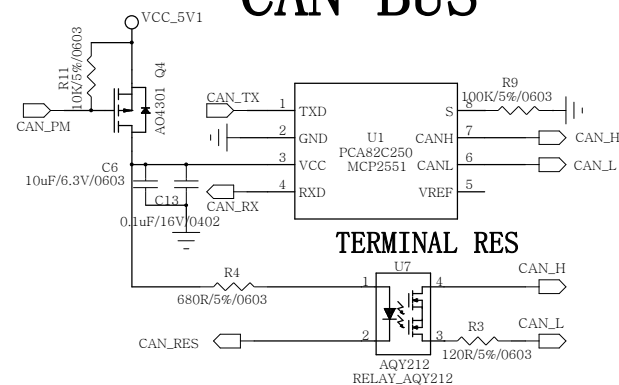 CAN BUS
VCC_5V1
R11
10K/5%/0603
Q4
AO4301
CAN_PM
CAN_TX
1 TXD
2 GND
3 VCC
4 RXD
U1
PCA82C250
MCP2551
S 8
CANH 7
CANL 6
VREF 5
R9
100K/5%/0603
CAN_H
CAN_L
C6
10uF/6.3V/0603
C13
0.1uF/16V/0402
CAN_RX
TERMINAL RES
U7
R4
680R/5%/0603
1
2
4
3
CAN_H
CAN_L
R3
120R/5%/0603
CAN_RES
AQY212
RELAY_AQY212